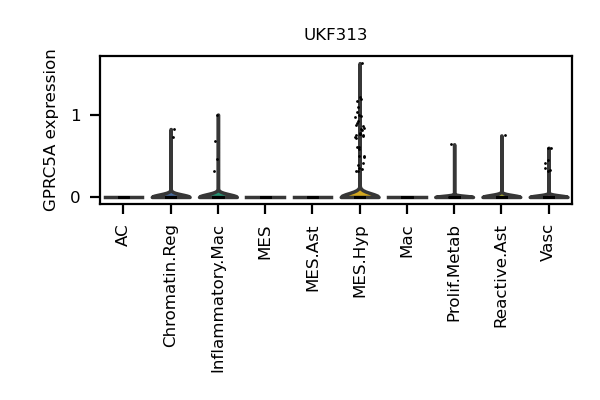 UKF313
GPRC5A expression
1
0
AC
Chromatin.Reg
Inflammatory.Mac
MES
MES.Ast
MES.Hyp
Mac
Prolif.Metab
Reactive.Ast
Vasc